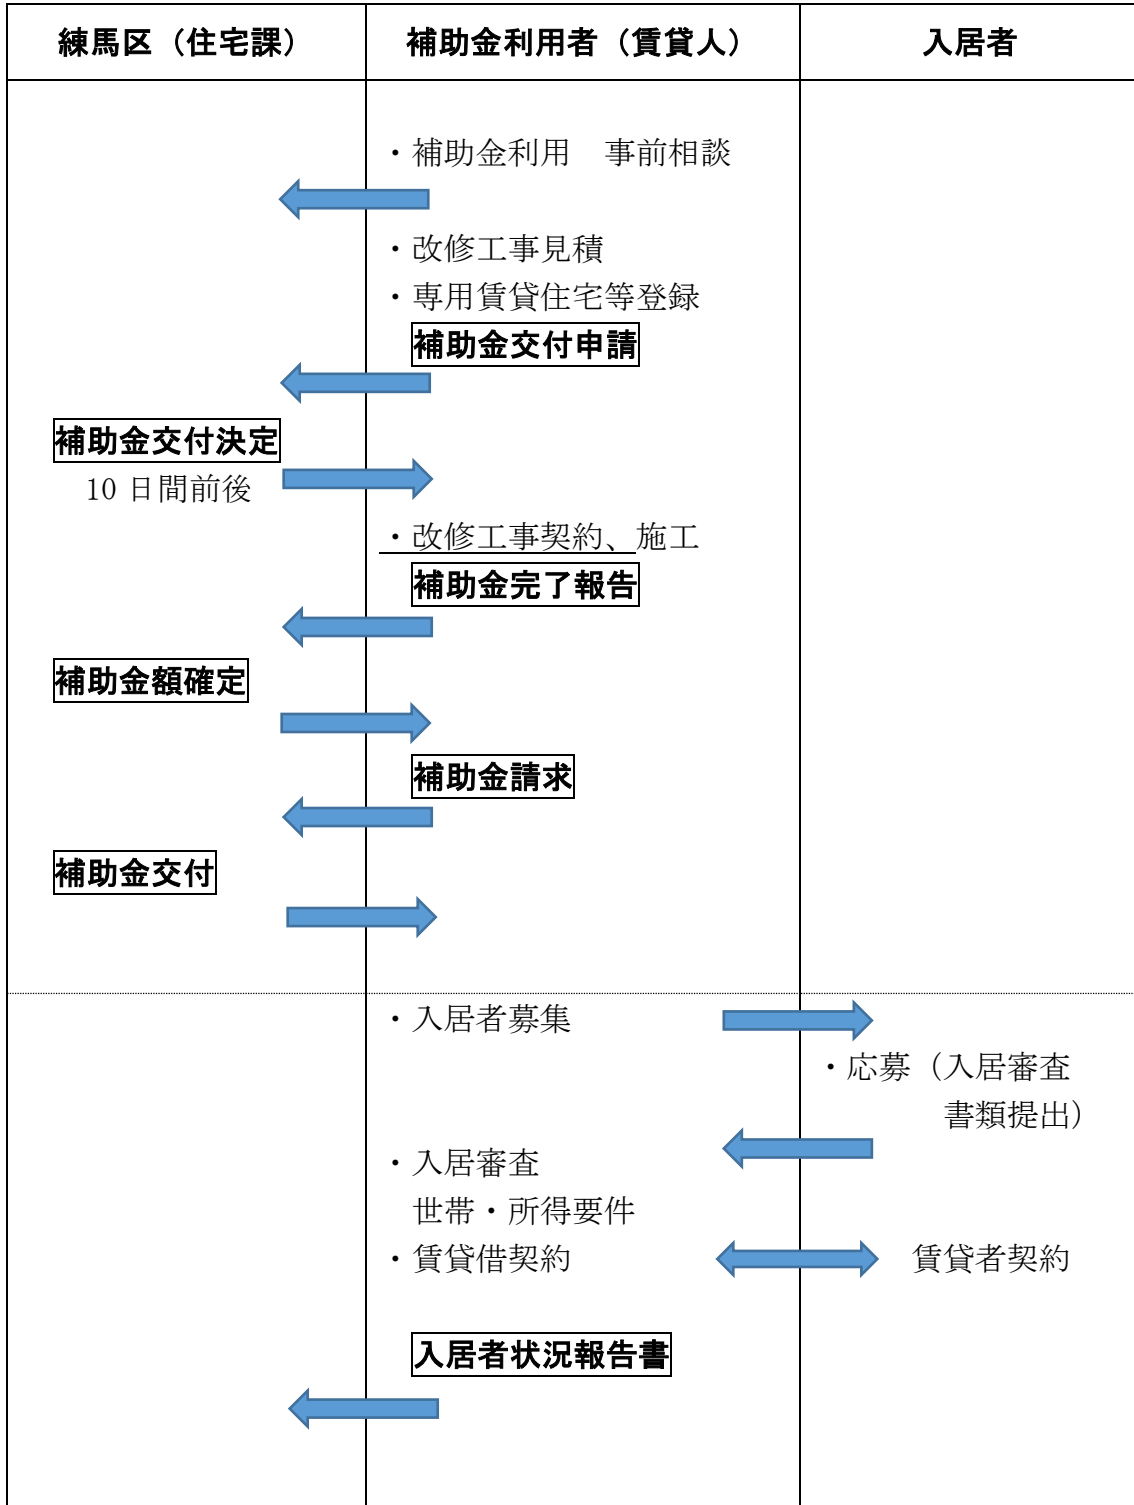 練馬区（住宅課）
補助金利用者（賃貸人）
入居者
・補助金利用　事前相談
・改修工事見積
・専用賃貸住宅等登録
補助金交付申請
補助金交付決定
10 日間前後
・改修工事契約、施工
補助金完了報告
補助金額確定
補助金請求
補助金交付
・入居者募集
・応募（入居審査
書類提出）
・入居審査
世帯・所得要件
・賃貸借契約
賃貸者契約
入居者状況報告書